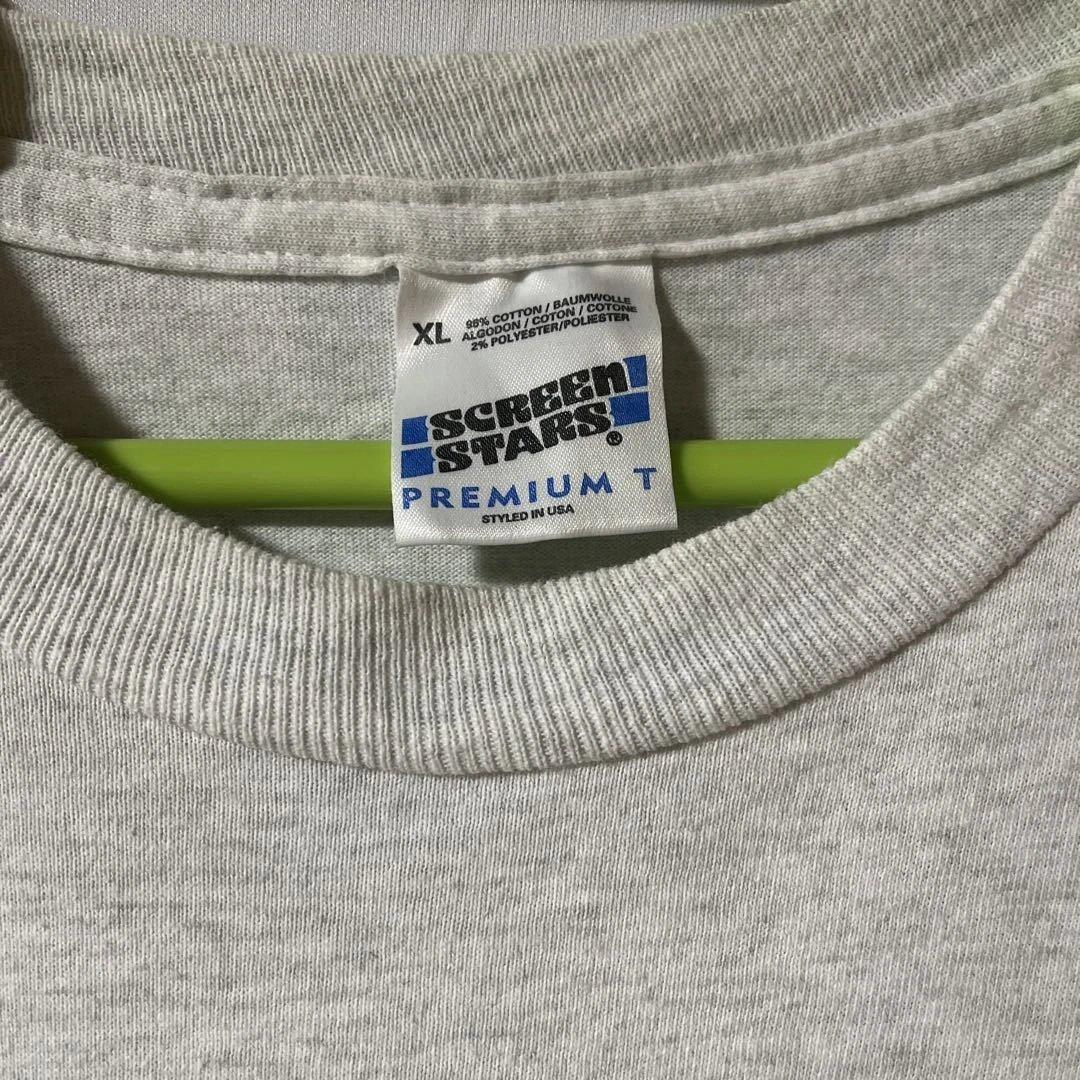 XL
98% COTTON / BAUMWOLLE
ALGODON / COTON / COTONE
2% POLYESTER/POLIESTER
SCREEN
STARS®
PREMIUM T
STYLED IN USA